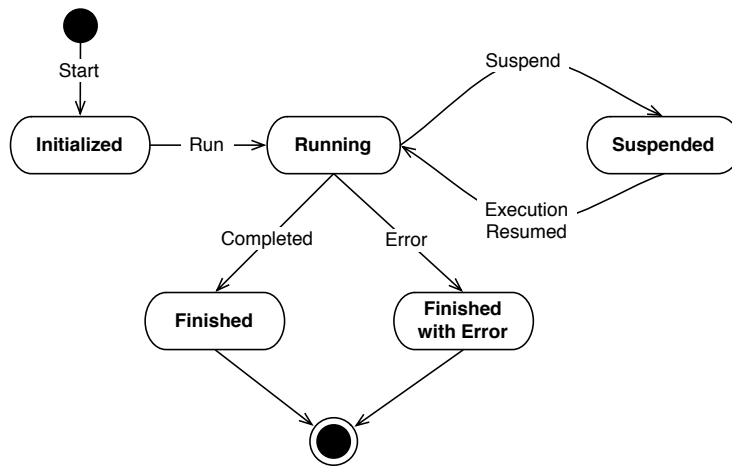 Start
Suspend
Initialized
Run
Running
Suspended
Execution
Resumed
Completed
Error
Finished
Finished
with Error